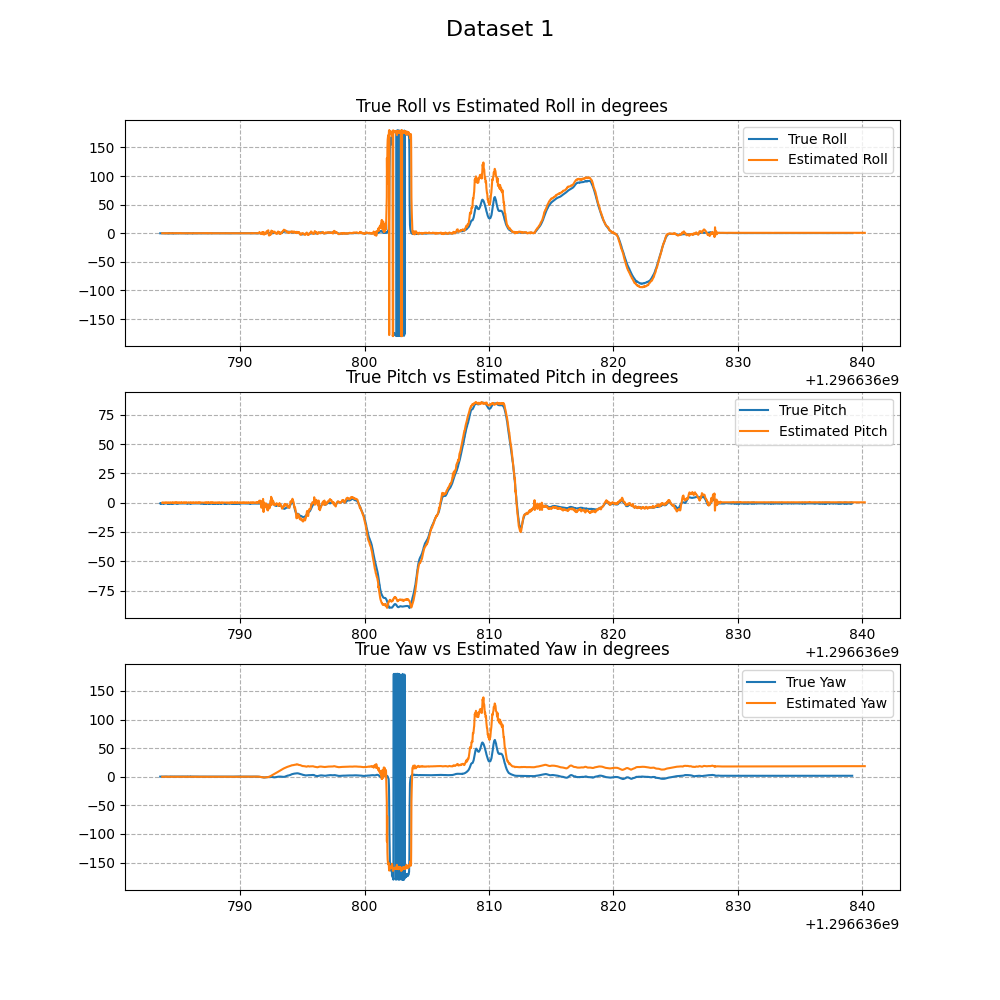 Dataset 1
True Roll vs Estimated Roll in degrees
150
100
50
0
−50
−100
−150
True Roll
Estimated Roll
790 800 810 820 830 840
+1.296636e9
True Pitch vs Estimated Pitch in degrees
75
50
25
0
−25
−50
−75
True Pitch
Estimated Pitch
790 800 810 820 830 840
+1.296636e9
True Yaw vs Estimated Yaw in degrees
150
100
50
0
−50
−100
−150
True Yaw
Estimated Yaw
790 800 810 820 830 840
+1.296636e9